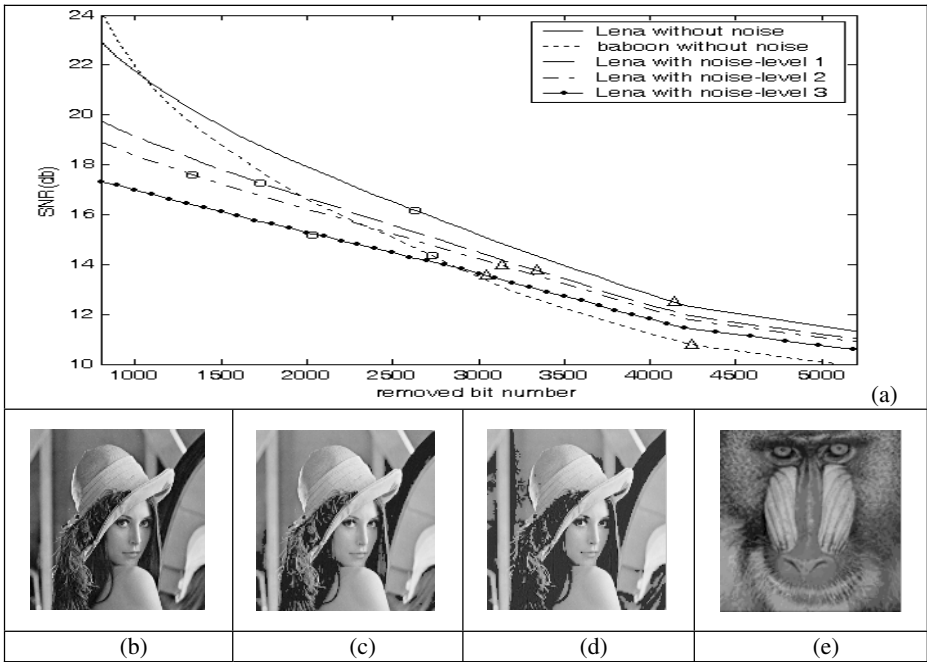 24
22
20
18
16
14
12
10
SNR(db)
Lena without noise
baboon without noise
Lena with noise-level 1
Lena with noise-level 2
Lena with noise-level 3
1000 1500 2000 2500 3000 3500 4000 4500 5000
removed bit number
(a)
(b) (c) (d) (e)